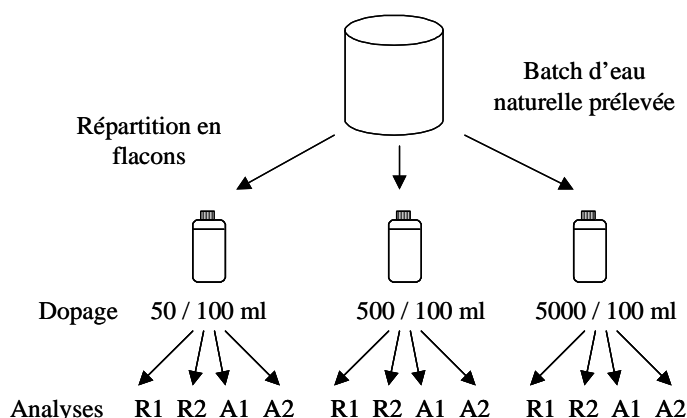 Batch d'eau
naturelle prélevée
Répartition en
flacons
Dopage 50 / 100 ml 500 / 100 ml 5000 / 100 ml
Analyses R1 R2 A1 A2 R1 R2 A1 A2 R1 R2 A1 A2